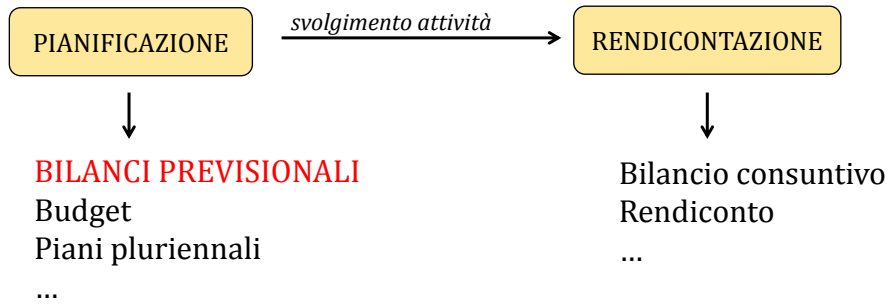 PIANIFICAZIONE
svolgimento attività
RENDICONTAZIONE
BILANCI PREVISIONALI
Budget
Piani pluriennali
...
Bilancio consuntivo
Rendiconto
...